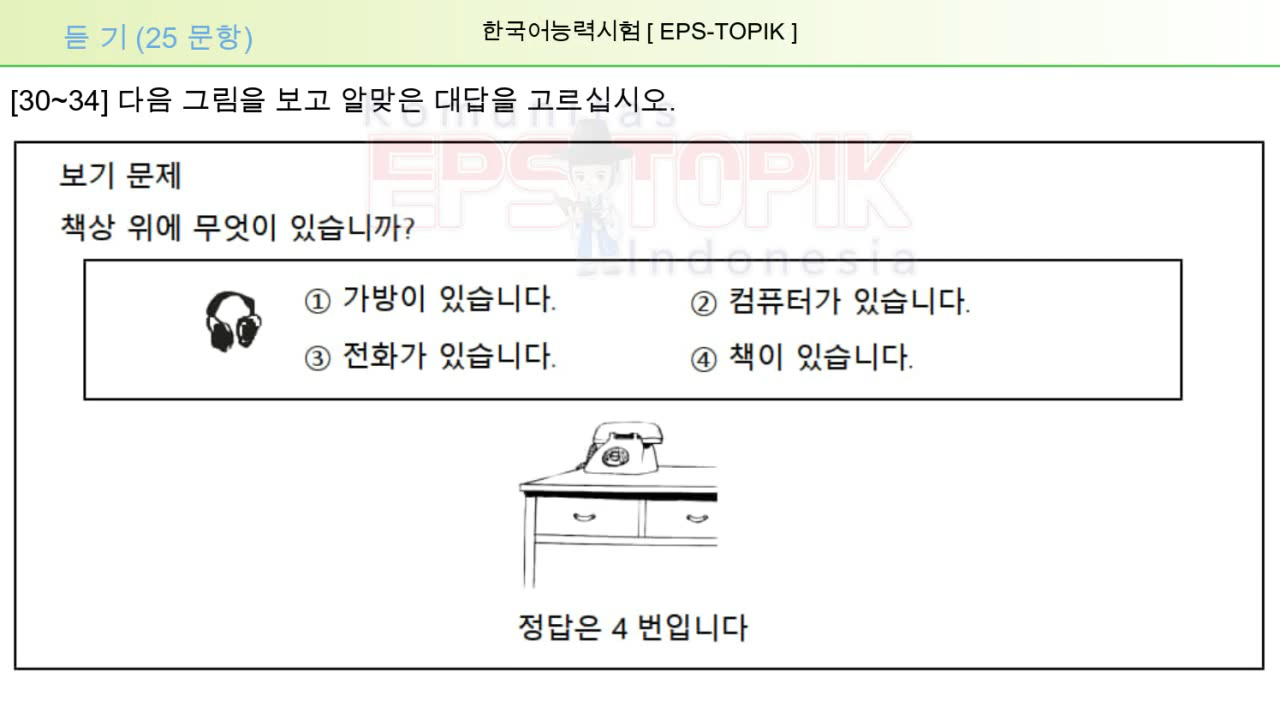 듣 기 (25 문항)
한국어능력시험 [ EPS-TOPIK ]
[30~34] 다음 그림을 보고 알맞은 대답을 고르십시오.
Komunitas
EPS TOPIK
Indonesia
보기 문제
책상 위에 무엇이 있습니까?
① 가방이 있습니다. ② 컴퓨터가 있습니다.
③ 전화가 있습니다. ④ 책이 있습니다.
정답은 4 번입니다